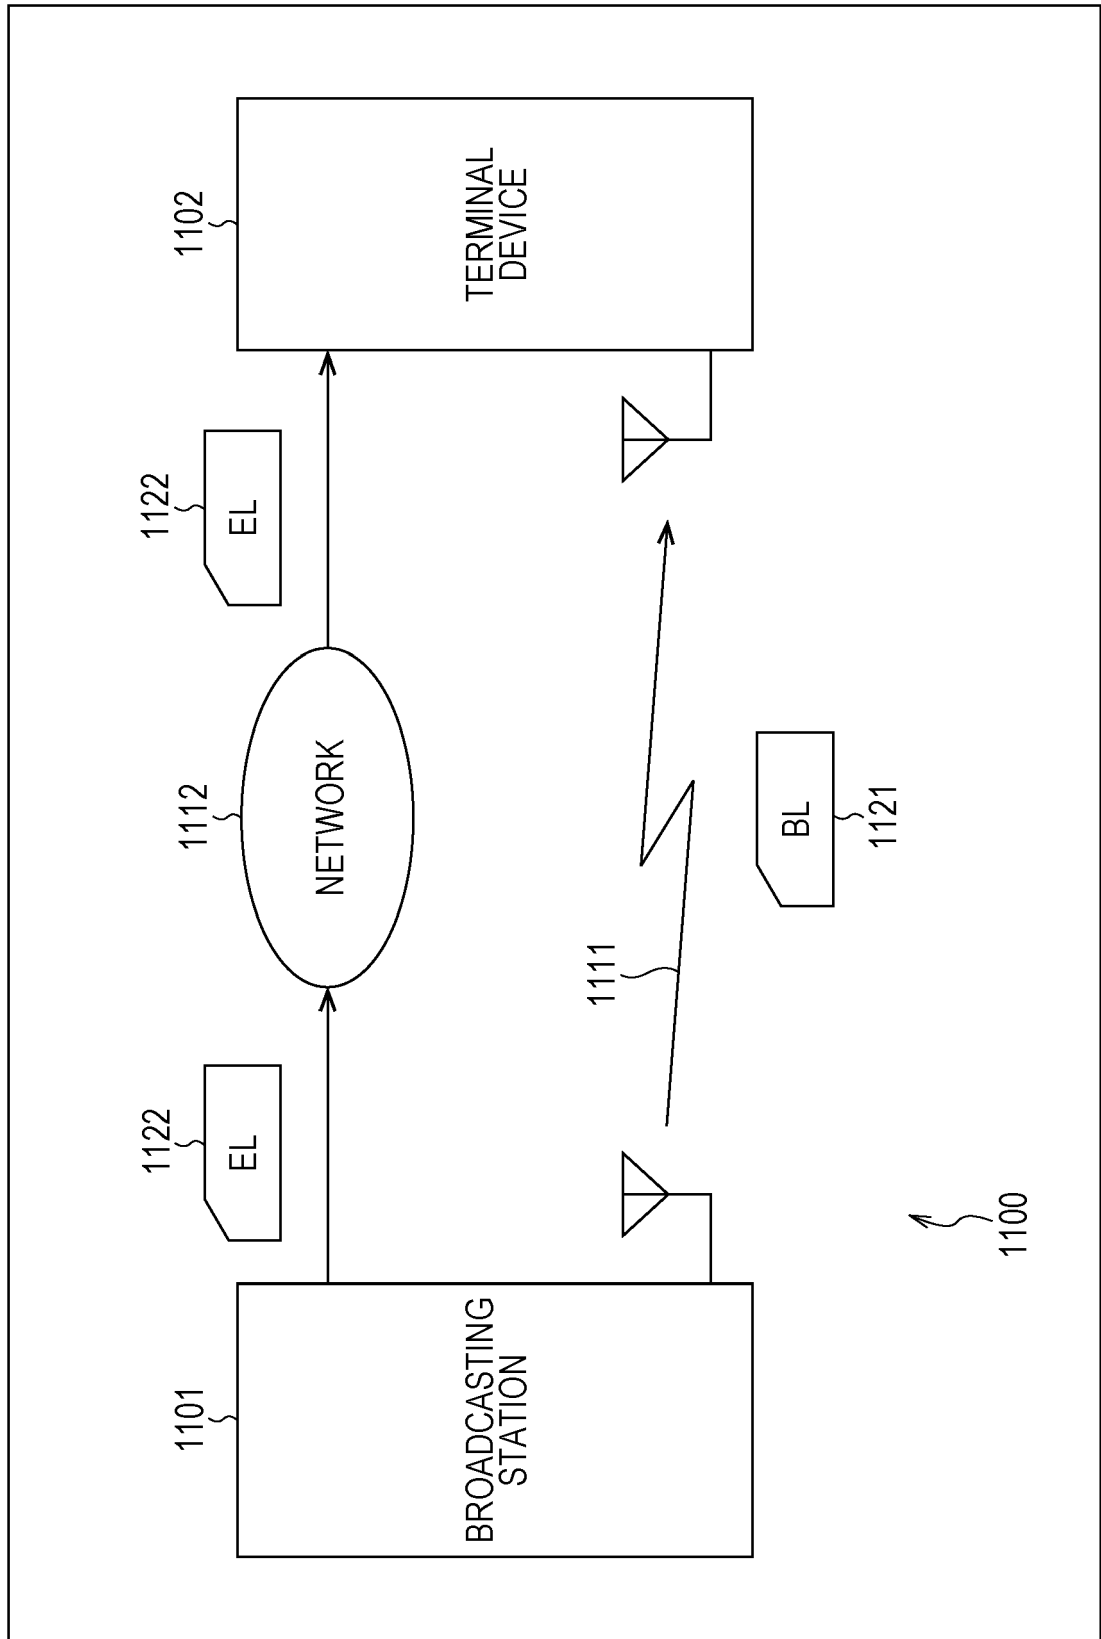 1101
BROADCASTING
STATION
1122
EL
1112
NETWORK
1122
EL
1102
TERMINAL
DEVICE
1111
BL
1121
1100